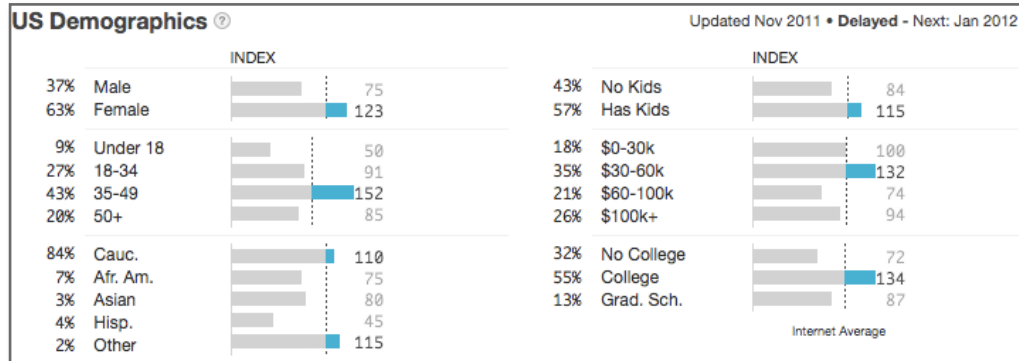 US Demographics ?
Updated Nov 2011 • Delayed - Next: Jan 2012
INDEX
37% Male 75
63% Female 123
9% Under 18 50
27% 18-34 91
43% 35-49 152
20% 50+ 85
84% Cauc. 110
7% Afr. Am. 75
3% Asian 80
4% Hisp. 45
2% Other 115
INDEX
43% No Kids 84
57% Has Kids 115
18% $0-30k 100
35% $30-60k 132
21% $60-100k 74
26% $100k+ 94
32% No College 72
55% College 134
13% Grad. Sch. 87
Internet Average